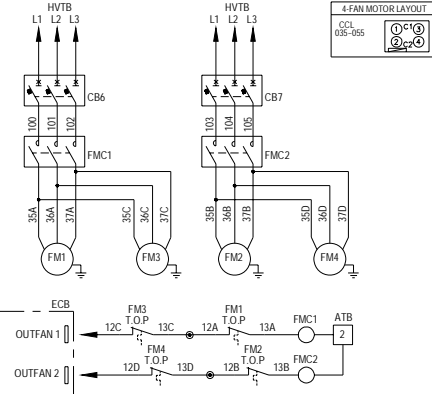 HVTB
L1 L2 L3
HVTB
L1 L2 L3
4-FAN MOTOR LAYOUT
CCL
035-055
1 C1 3
2 C2 4
CB6
CB7
100 101 102
103 104 105
FMC1
FMC2
35A 36A 37A
35C 36C 37C
35B 36B 37B
35D 36D 37D
FM1
FM3
FM2
FM4
ECB
FM3
T.O.P
FM1
T.O.P
FMC1
ATB
OUTFAN 1
12C 13C 12A 13A
2
FM4
T.O.P
FM2
T.O.P
FMC2
OUTFAN 2
12D 13D 12B 13B